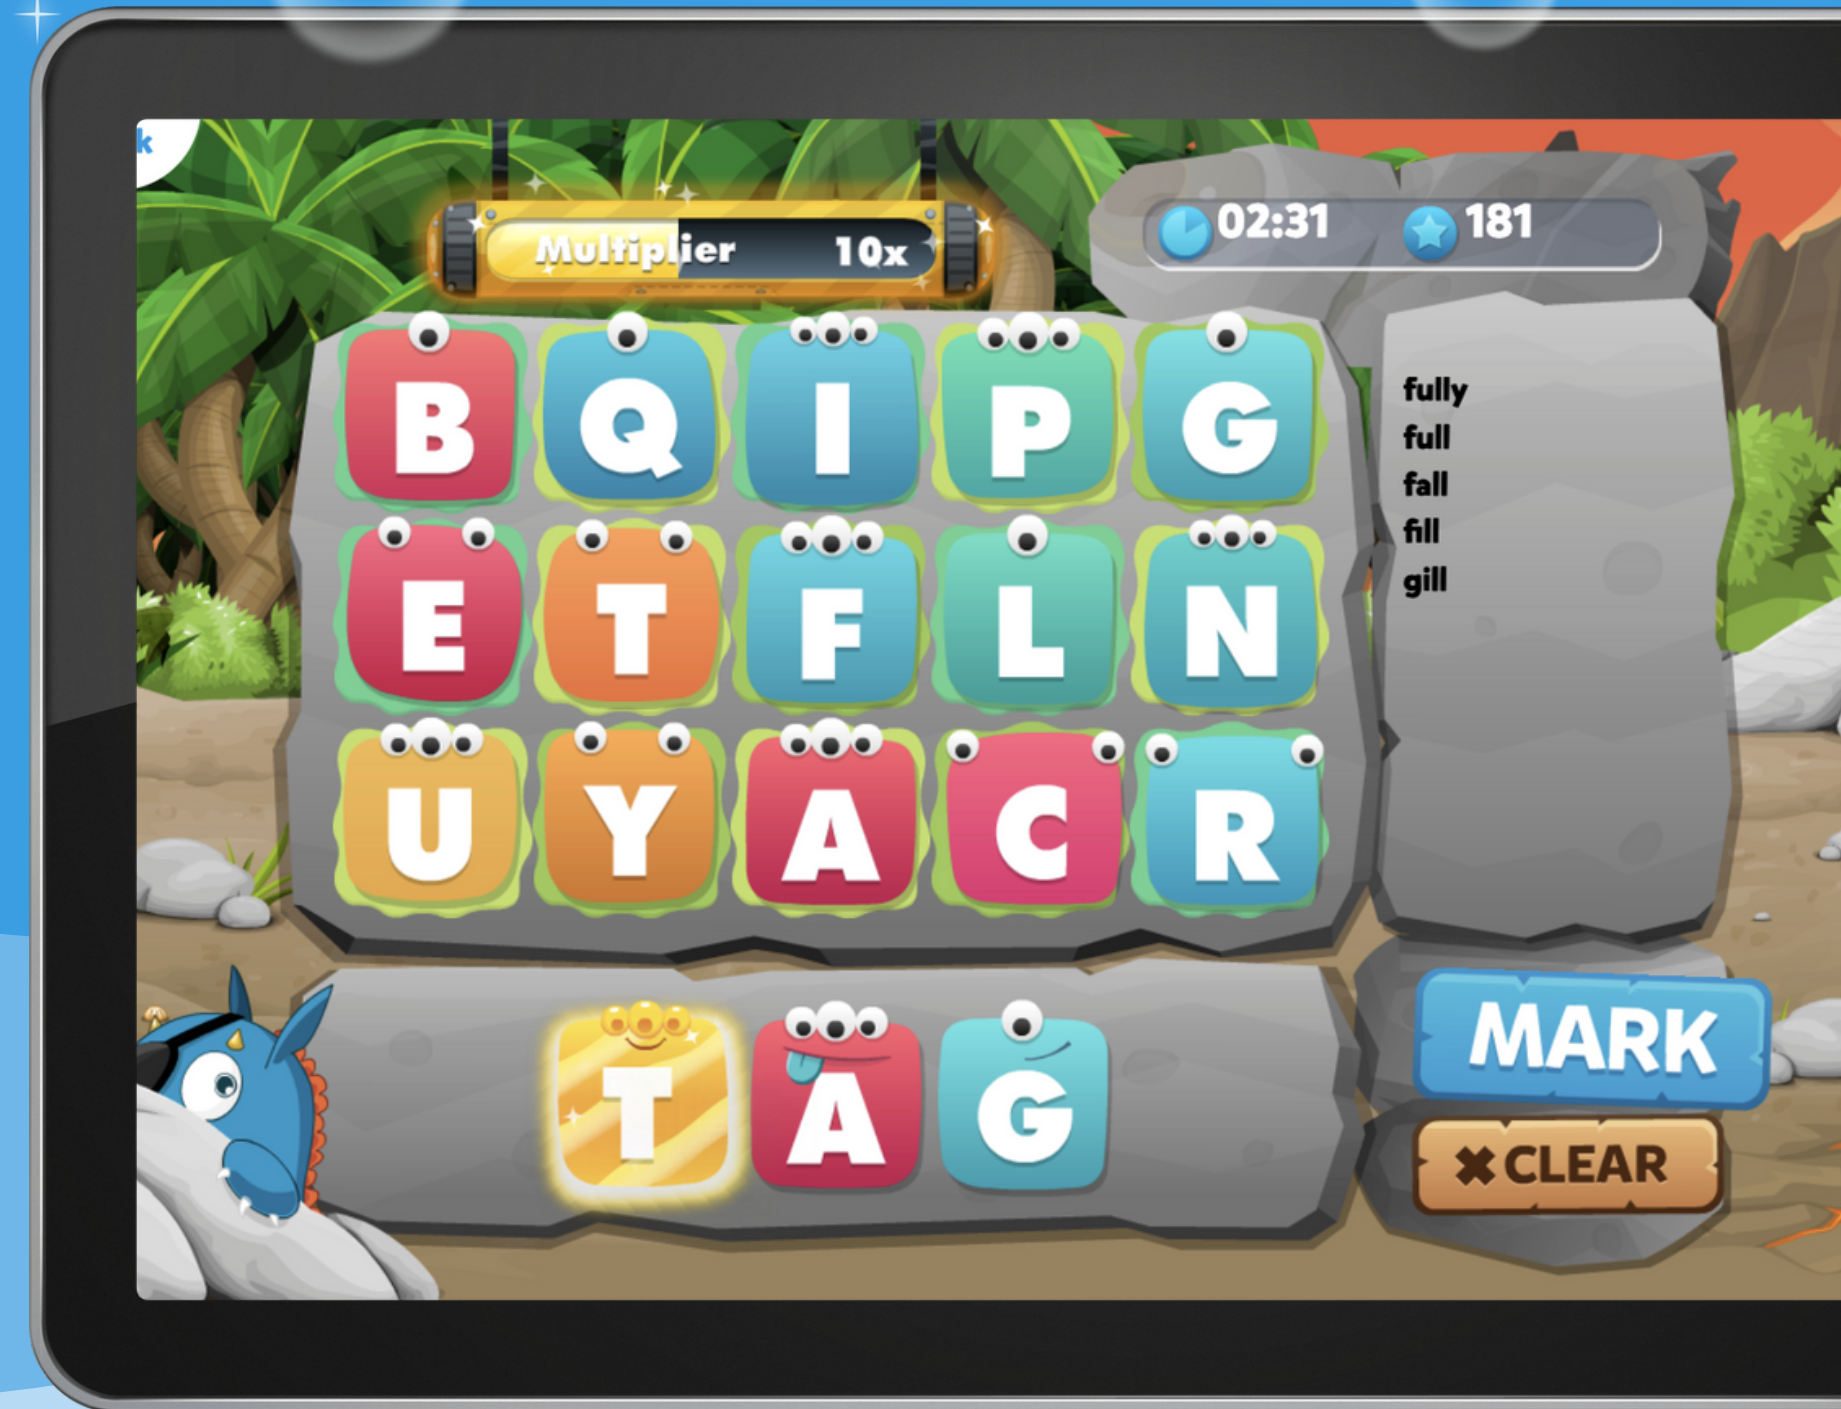 k
Multiplier 10x
02:31 181
B Q I P G
E T F L N
U Y A C R
fully
full
fall
fill
gill
T A G
MARK
✖CLEAR